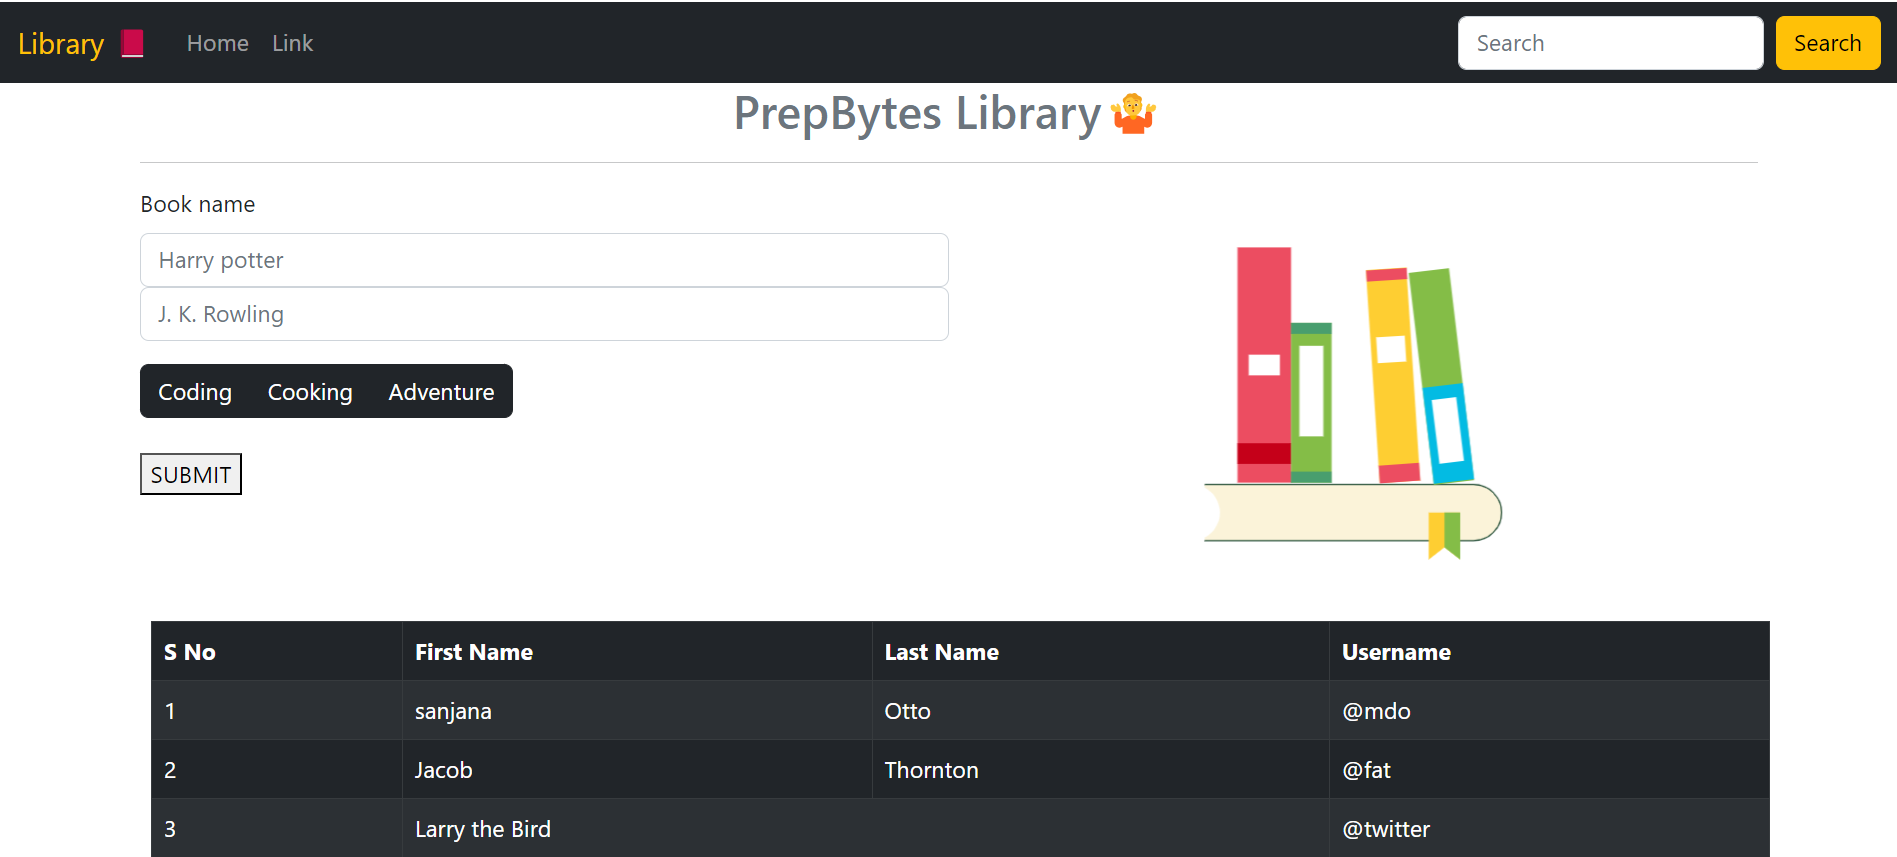 Library Home Link Search Search
PrepBytes Library
Book name
Harry potter
J. K. Rowling
Coding Cooking Adventure
SUBMIT
S No First Name Last Name Username
1 sanjana Otto @mdo
2 Jacob Thornton @fat
3 Larry the Bird @twitter